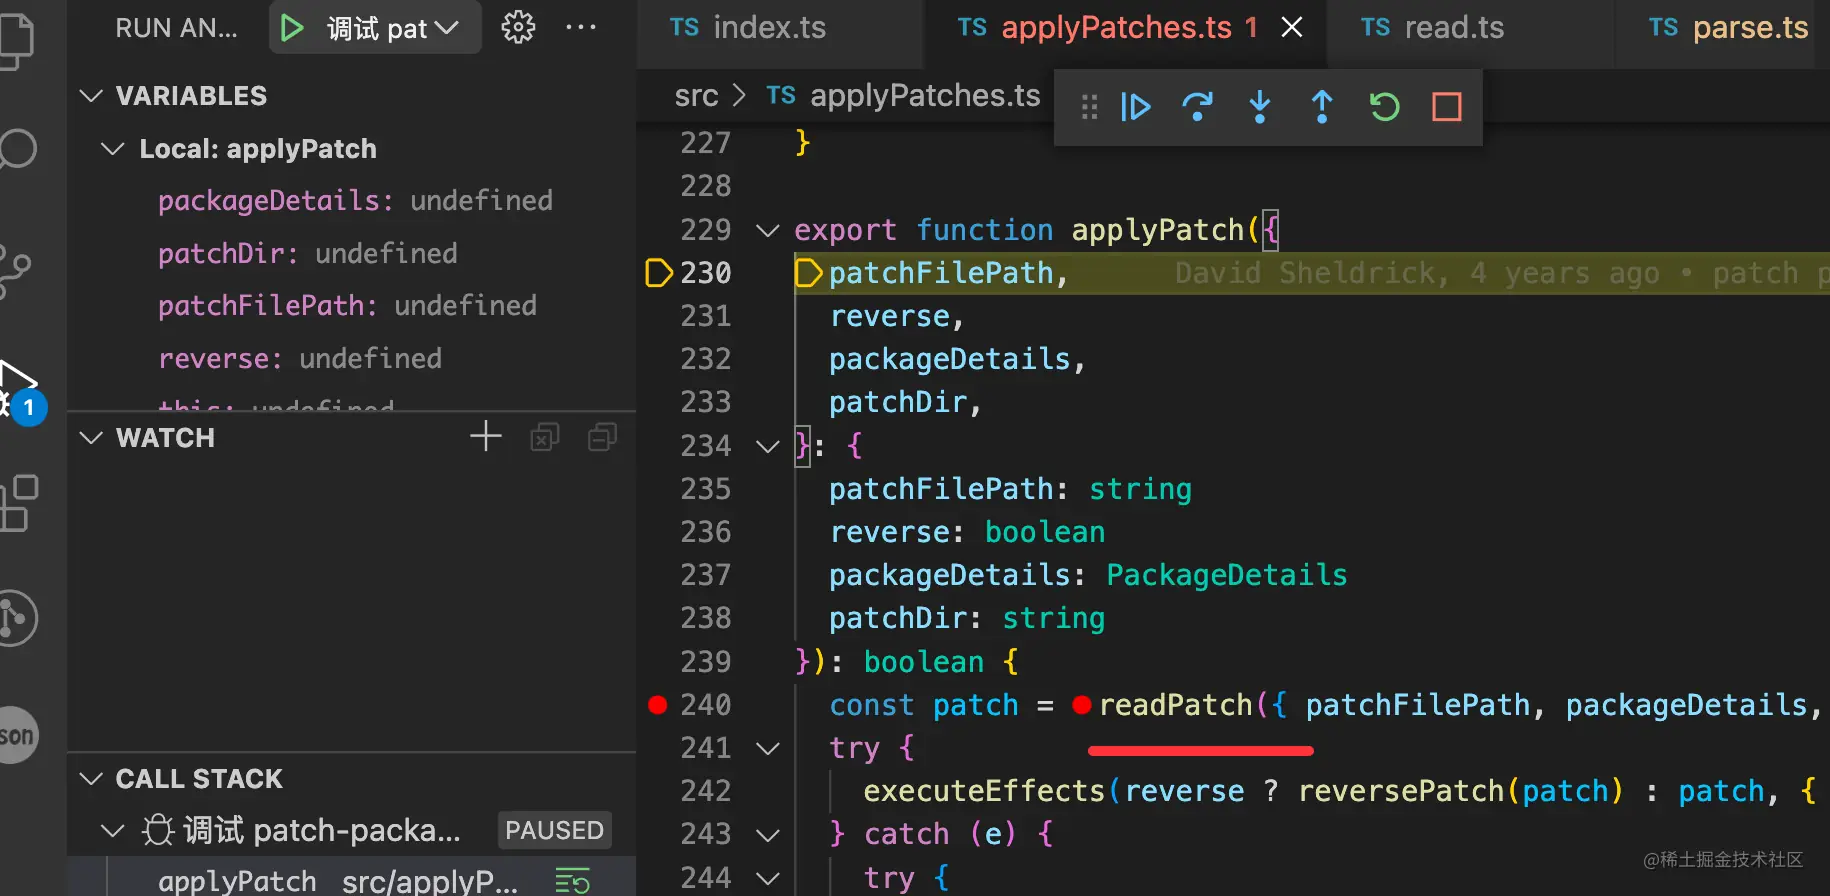 RUN AN...
调试 pat
VARIABLES
Local: applyPatch
packageDetails: undefined
patchDir: undefined
patchFilePath: undefined
reverse: undefined
this: undefined
1
WATCH
son
CALL STACK
调试 patch-packa...
PAUSED
applyPatch src/applyP...
TS index.ts
TS applyPatches.ts 1
TS read.ts
TS parse.ts
src > TS applyPatches.ts
227 }
228
229 export function applyPatch({
230 patchFilePath, David Sheldrick, 4 years ago • patch p
231 reverse,
232 packageDetails,
233 patchDir,
234 }: {
235 patchFilePath: string
236 reverse: boolean
237 packageDetails: PackageDetails
238 patchDir: string
239 }): boolean {
240 const patch = readPatch({ patchFilePath, packageDetails,
241 try {
242 executeEffects(reverse ? reversePatch(patch) : patch, {
243 } catch (e) {
244 try {
@稀土掘金技术社区